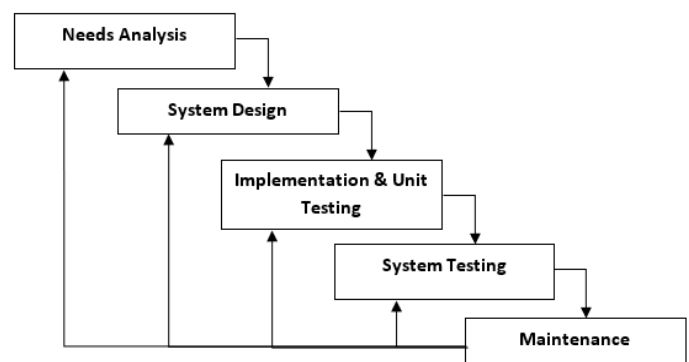 Needs Analysis
System Design
Implementation & Unit
Testing
System Testing
Maintenance